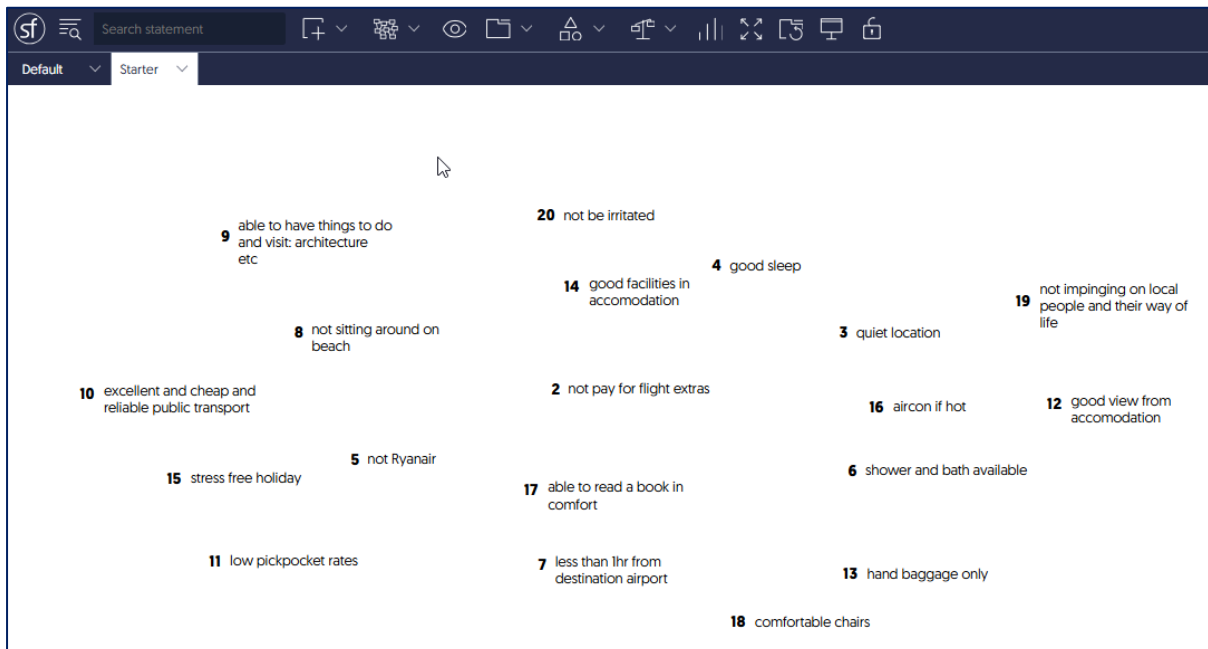 sf
Search statement
Default
Starter
9 able to have things to do
and visit: architecture
etc
20 not be irritated
4 good sleep
14 good facilities in
accomodation
19 not impinging on local
people and their way of
life
8 not sitting around on
beach
3 quiet location
10 excellent and cheap and
reliable public transport
2 not pay for flight extras
16 aircon if hot
12 good view from
accomodation
5 not Ryanair
15 stress free holiday
6 shower and bath available
17 able to read a book in
comfort
11 low pickpocket rates
7 less than 1hr from
destination airport
13 hand baggage only
18 comfortable chairs